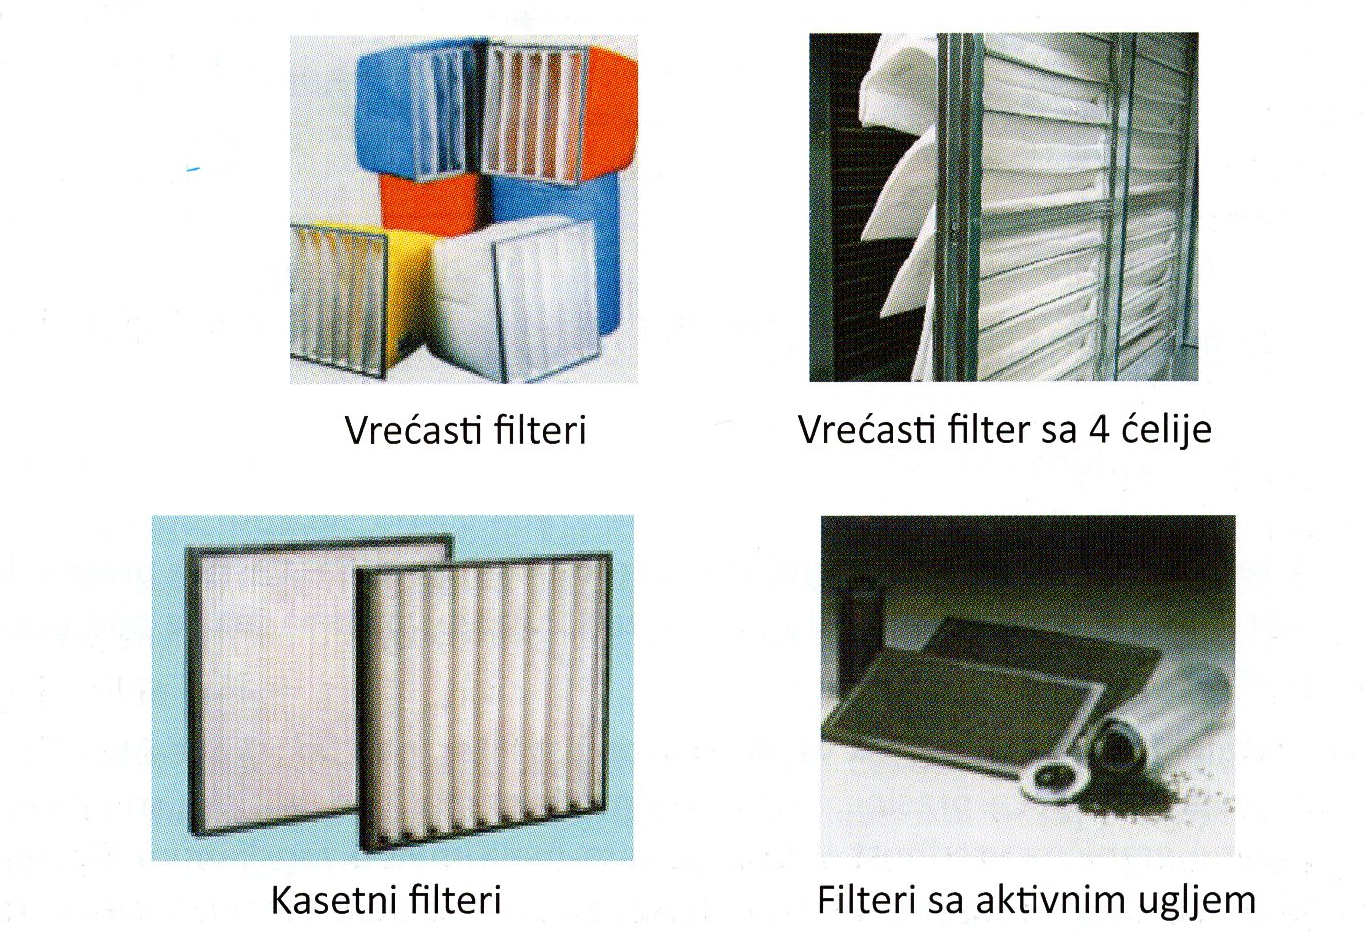 Vrećasti filteri
Vrećasti filter sa 4 ćelije
Kasetni filteri
Filteri sa aktivnim ugljem